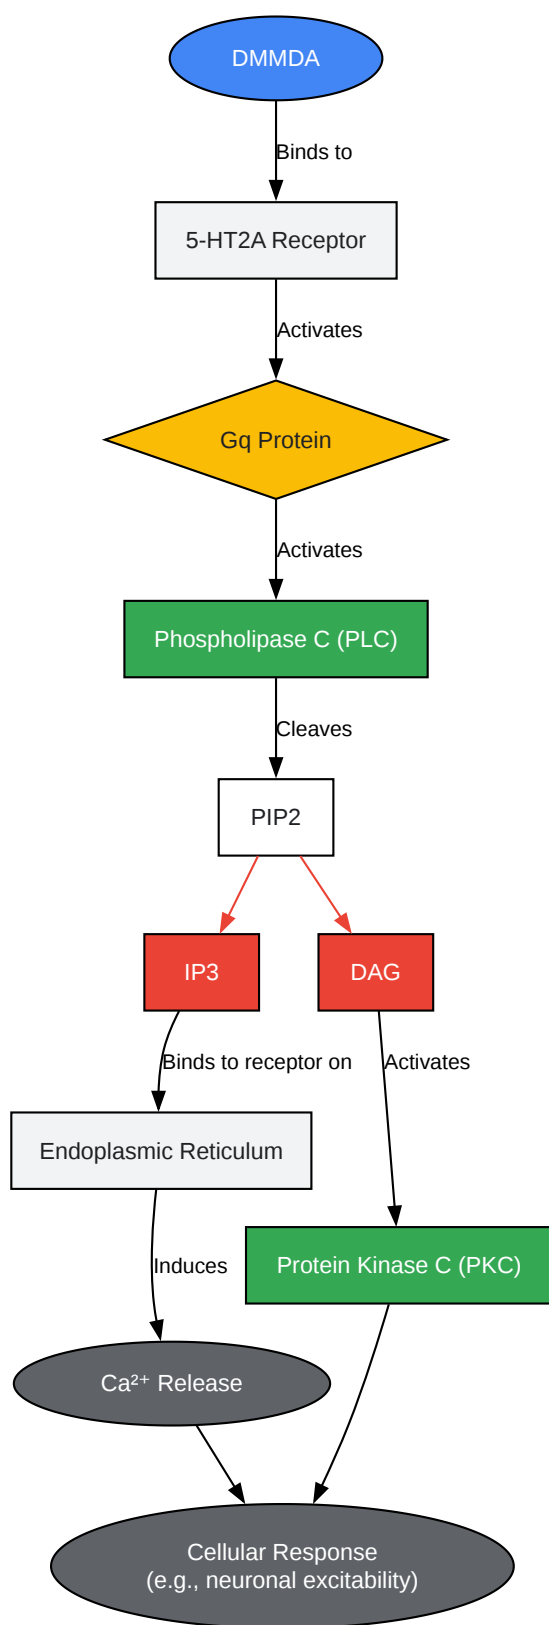 DMMDA
Binds to
5-HT2A Receptor
Activates
Gq Protein
Activates
Phospholipase C (PLC)
Cleaves
PIP2
IP3
DAG
Binds to receptor on
Activates
Endoplasmic Reticulum
Induces
Protein Kinase C (PKC)
Ca²⁺ Release
Cellular Response
(e.g., neuronal excitability)